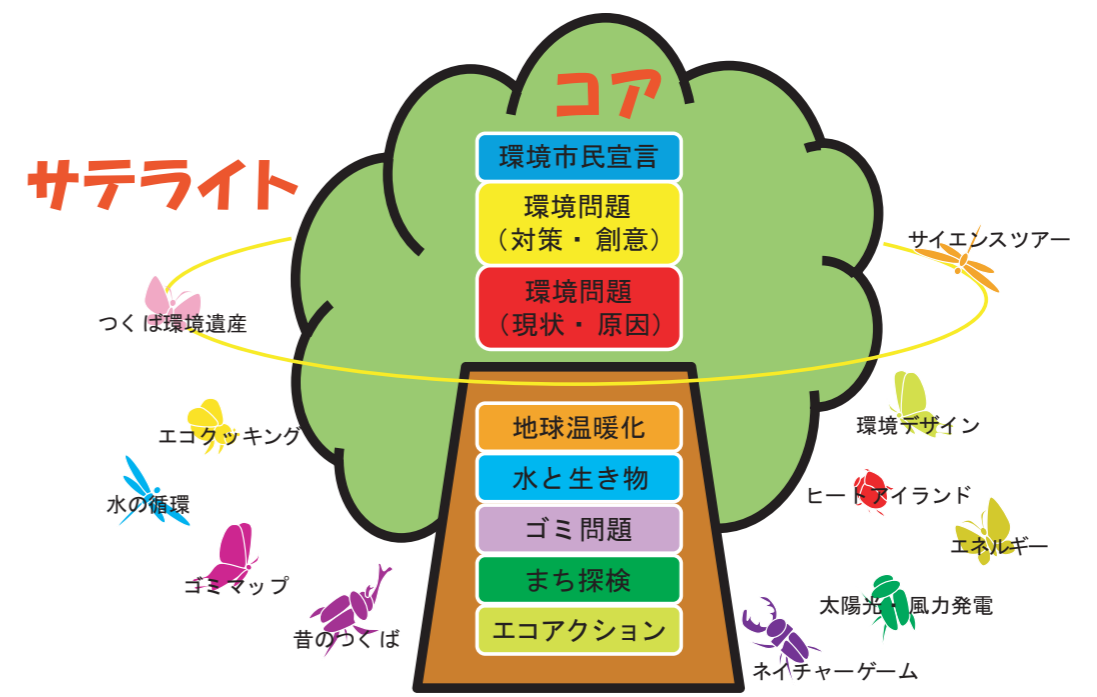 コア
サテライト
環境市民宣言
環境問題
（対策・創意）
環境問題
（現状・原因）
地球温暖化
水と生き物
ゴミ問題
まち探検
エコアクション
つくば環境遺産
エコクッキング
水の循環
ゴミマップ
昔のつくば
サイエンスツアー
環境デザイン
ヒートアイランド
エネルギー
太陽光・風力発電
ネイチャーゲーム